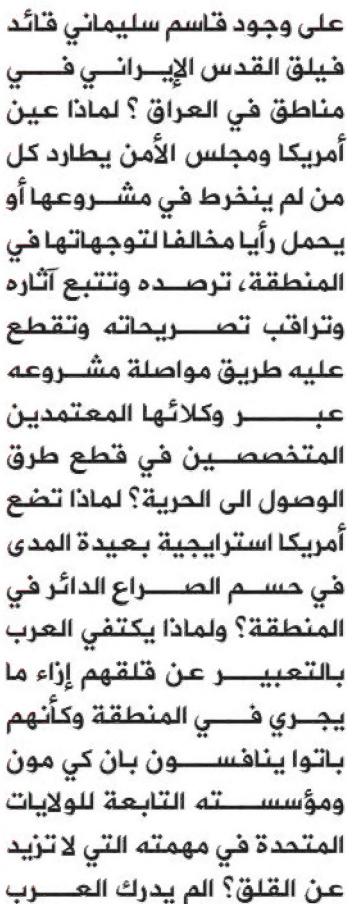 على وجود قاسم سليماني قائد
فيلق القدس الإيراني في
مناطق في العراق ؟ لماذا عين
أمريكا ومجلس الأمن يطارد كل
من لم ينخرط في مشروعها أو
يحمل رأيا مخالفا لتوجهاتها في
المنطقة، ترصده وتتبع آثاره
وتراقب تصريحاته وتقطع
عليه طريق مواصلة مشروعه
عبر وكلائها المعتمدين
المتخصصين في قطع طرق
الوصول الى الحرية؟ لماذا تضع
أمريكا استرايجية بعيدة المدى
في حسم الصراع الدائر في
المنطقة؟ ولماذا يكتفي العرب
بالتعبير عن قلقهم إزاء ما
يجري في المنطقة وكأنهم
باتوا ينافسون بان كي مون
ومؤسسته التابعة للولايات
المتحدة في مهمته التي لا تزيد
عن القلق؟ الم يدرك العرب